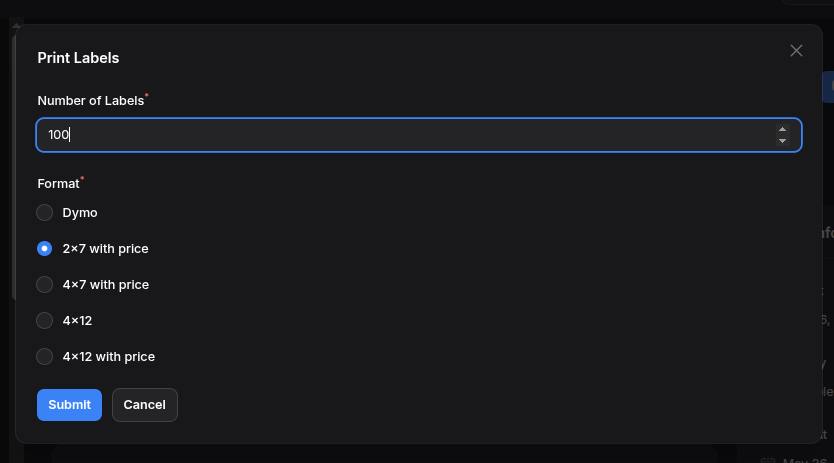 Print Labels
Number of Labels*
100
Format*
Dymo
2×7 with price
4×7 with price
4×12
4×12 with price
Submit
Cancel